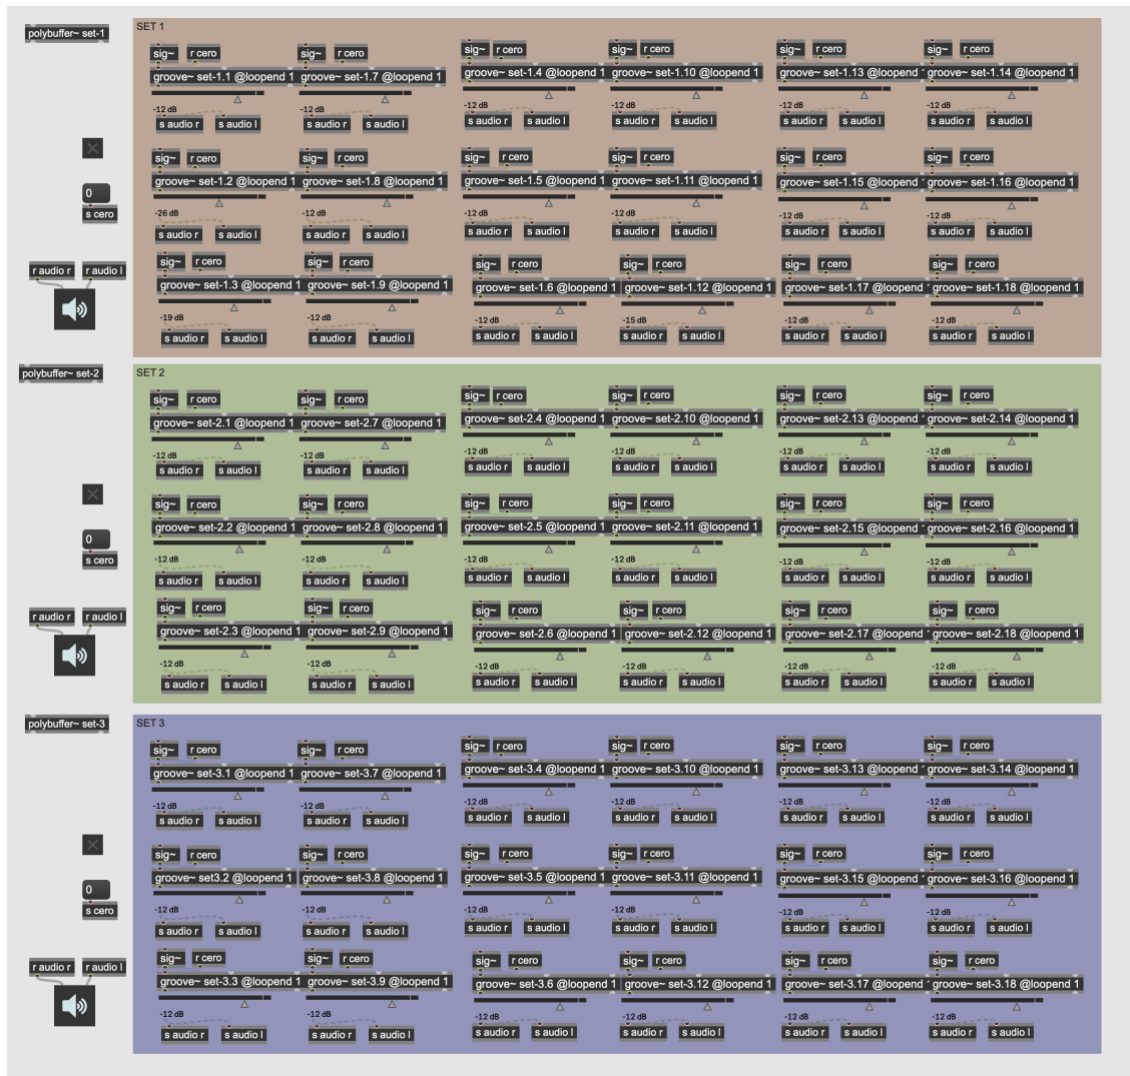 polybuffer~ set-1
SET 1
sig~ r cero sig~ r cero sig~ r cero sig~ r cero sig~ r cero sig~ r cero
groove~ set-1.1 @loopend 1 groove~ set-1.7 @loopend 1 groove~ set-1.4 @loopend 1 groove~ set-1.10 @loopend 1 groove~ set-1.13 @loopend groove~ set-1.14 @loopend 1
-12 dB -12 dB -12 dB -12 dB -12 dB -12 dB
s audio r s audio l s audio r s audio l s audio r s audio l s audio r s audio l s audio r s audio l s audio r s audio l
sig~ r cero sig~ r cero sig~ r cero sig~ r cero sig~ r cero sig~ r cero
groove~ set-1.2 @loopend 1 groove~ set-1.8 @loopend 1 groove~ set-1.5 @loopend 1 groove~ set-1.11 @loopend 1 groove~ set-1.15 @loopend groove~ set-1.16 @loopend 1
0
s cero
-26 dB -12 dB -12 dB -12 dB -12 dB -12 dB
s audio r s audio l s audio r s audio l s audio r s audio l s audio r s audio l s audio r s audio l s audio r s audio l
r audio r r audio l
sig~ r cero sig~ r cero sig~ r cero sig~ r cero sig~ r cero sig~ r cero
groove~ set-1.3 @loopend 1 groove~ set-1.9 @loopend 1 groove~ set-1.6 @loopend 1 groove~ set-1.12 @loopend 1 groove~ set-1.17 @loopend groove~ set-1.18 @loopend 1
-19 dB -12 dB -12 dB -15 dB -12 dB -12 dB
s audio r s audio l s audio r s audio l s audio r s audio l s audio r s audio l s audio r s audio l s audio r s audio l
polybuffer~ set-2
SET 2
sig~ r cero sig~ r cero sig~ r cero sig~ r cero sig~ r cero sig~ r cero
groove~ set-2.1 @loopend 1 groove~ set-2.7 @loopend 1 groove~ set-2.4 @loopend 1 groove~ set-2.10 @loopend 1 groove~ set-2.13 @loopend groove~ set-2.14 @loopend 1
-12 dB -12 dB -12 dB -12 dB -12 dB -12 dB
s audio r s audio l s audio r s audio l s audio r s audio l s audio r s audio l s audio r s audio l s audio r s audio l
sig~ r cero sig~ r cero sig~ r cero sig~ r cero sig~ r cero sig~ r cero
groove~ set-2.2 @loopend 1 groove~ set-2.8 @loopend 1 groove~ set-2.5 @loopend 1 groove~ set-2.11 @loopend 1 groove~ set-2.15 @loopend groove~ set-2.16 @loopend 1
0
s cero
-12 dB -12 dB -12 dB -12 dB -12 dB -12 dB
s audio r s audio l s audio r s audio l s audio r s audio l s audio r s audio l s audio r s audio l s audio r s audio l
r audio r r audio l
sig~ r cero sig~ r cero sig~ r cero sig~ r cero sig~ r cero sig~ r cero
groove~ set-2.3 @loopend 1 groove~ set-2.9 @loopend 1 groove~ set-2.6 @loopend 1 groove~ set-2.12 @loopend 1 groove~ set-2.17 @loopend groove~ set-2.18 @loopend 1
-12 dB -12 dB -12 dB -12 dB -12 dB -12 dB
s audio r s audio l s audio r s audio l s audio r s audio l s audio r s audio l s audio r s audio l s audio r s audio l
polybuffer~ set-3
SET 3
sig~ r cero sig~ r cero sig~ r cero sig~ r cero sig~ r cero sig~ r cero
groove~ set-3.1 @loopend 1 groove~ set-3.7 @loopend 1 groove~ set-3.4 @loopend 1 groove~ set-3.10 @loopend 1 groove~ set-3.13 @loopend groove~ set-3.14 @loopend 1
-12 dB -12 dB -12 dB -12 dB -12 dB -12 dB
s audio r s audio l s audio r s audio l s audio r s audio l s audio r s audio l s audio r s audio l s audio r s audio l
sig~ r cero sig~ r cero sig~ r cero sig~ r cero sig~ r cero sig~ r cero
groove~ set3.2 @loopend 1 groove~ set-3.8 @loopend 1 groove~ set-3.5 @loopend 1 groove~ set-3.11 @loopend 1 groove~ set-3.15 @loopend groove~ set-3.16 @loopend 1
0
s cero
-12 dB -12 dB -12 dB -12 dB -12 dB -12 dB
s audio r s audio l s audio r s audio l s audio r s audio l s audio r s audio l s audio r s audio l s audio r s audio l
r audio r r audio l
sig~ r cero sig~ r cero sig~ r cero sig~ r cero sig~ r cero sig~ r cero
groove~ set-3.3 @loopend 1 groove~ set-3.9 @loopend 1 groove~ set-3.6 @loopend 1 groove~ set-3.12 @loopend 1 groove~ set-3.17 @loopend groove~ set-3.18 @loopend 1
-12 dB -12 dB -12 dB -12 dB -12 dB -12 dB
s audio r s audio l s audio r s audio l s audio r s audio l s audio r s audio l s audio r s audio l s audio r s audio l